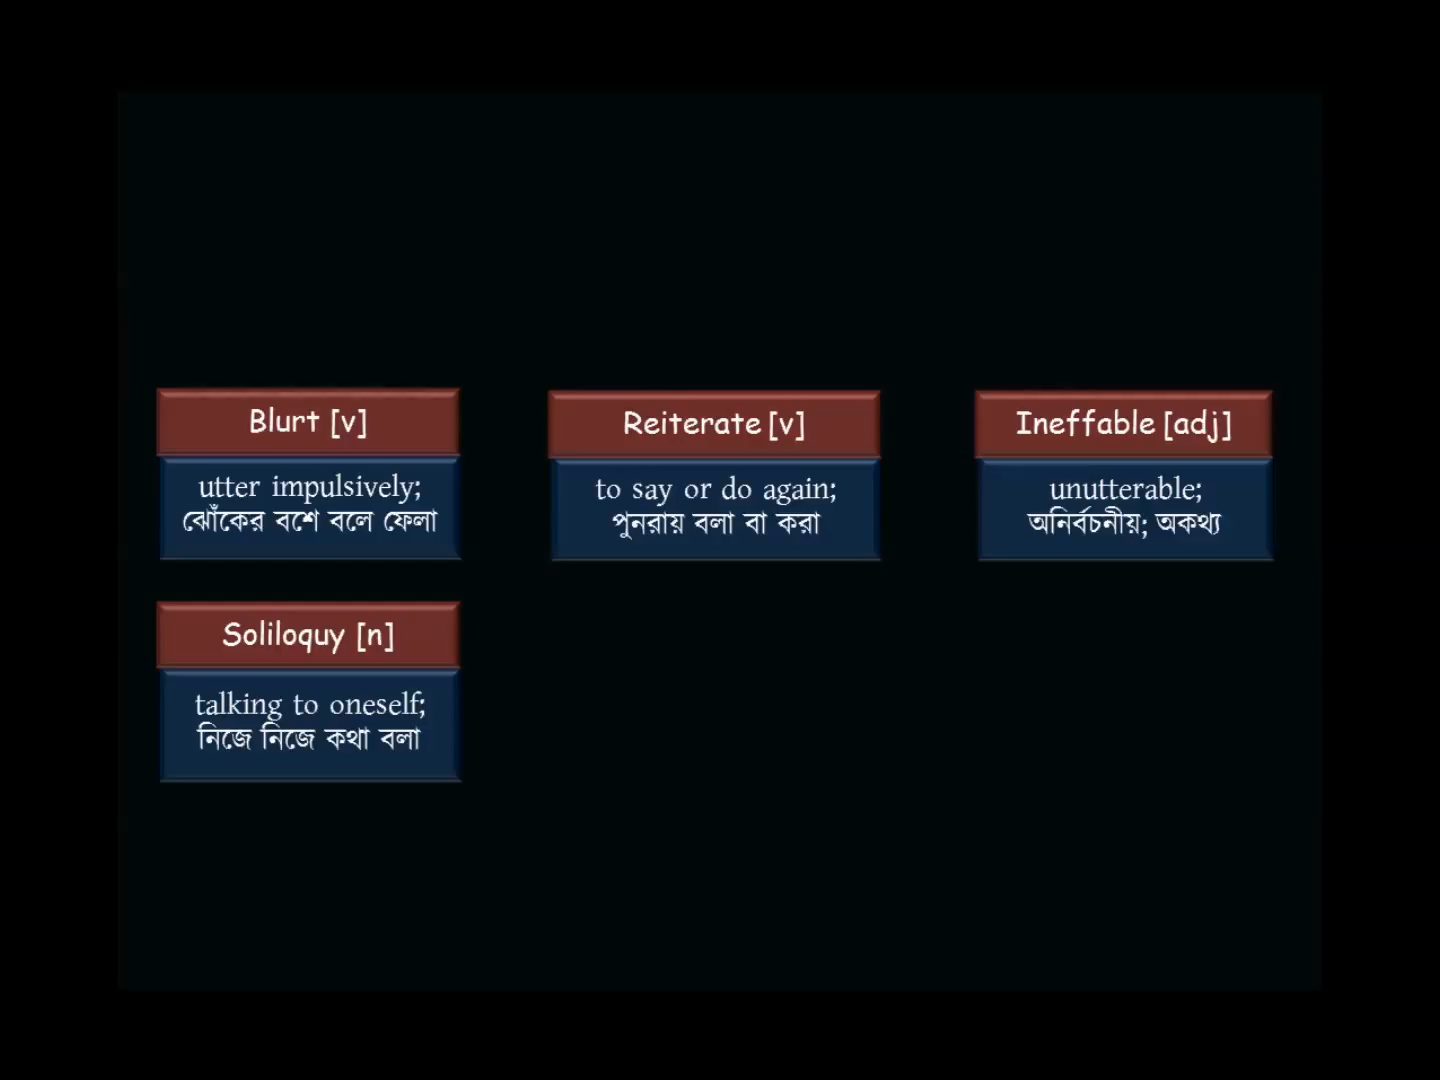 Blurt [v]
utter impulsively;
ঝোঁকের বশে বলে ফেলা
Reiterate [v]
to say or do again;
পুনরায় বলা বা করা
Ineffable [adj]
unutterable;
অনির্বচনীয়; অকথ্য
Soliloquy [n]
talking to oneself;
নিজে নিজে কথা বলা